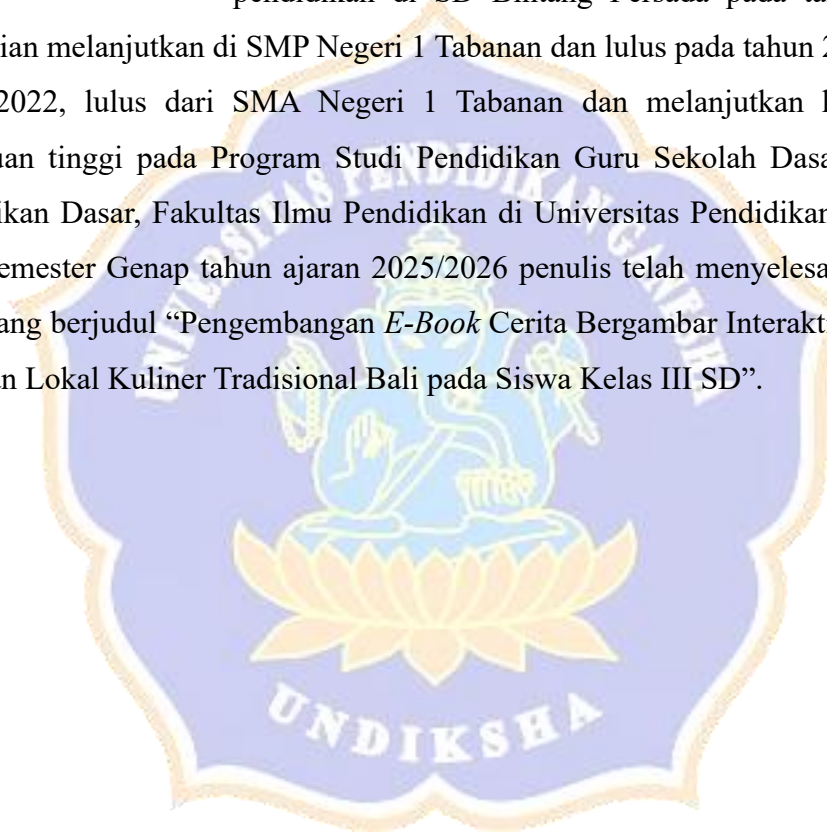 pendidikan di SD Bintang Persada pada
ian melanjutkan di SMP Negeri 1 Tabanan dan lulus pada tahun 2
2022, lulus dari SMA Negeri 1 Tabanan dan melanjutkan
uan tinggi pada Program Studi Pendidikan Guru Sekolah Dasa
ikan Dasar, Fakultas Ilmu Pendidikan di Universitas Pendidikan
emester Genap tahun ajaran 2025/2026 penulis telah menyelesa
ang berjudul “Pengembangan E-Book Cerita Bergambar Interakt
n Lokal Kuliner Tradisional Bali pada Siswa Kelas III SD”.
UNIVERSITAS PENDIDIKAN GANESHA
UNDIKSHA